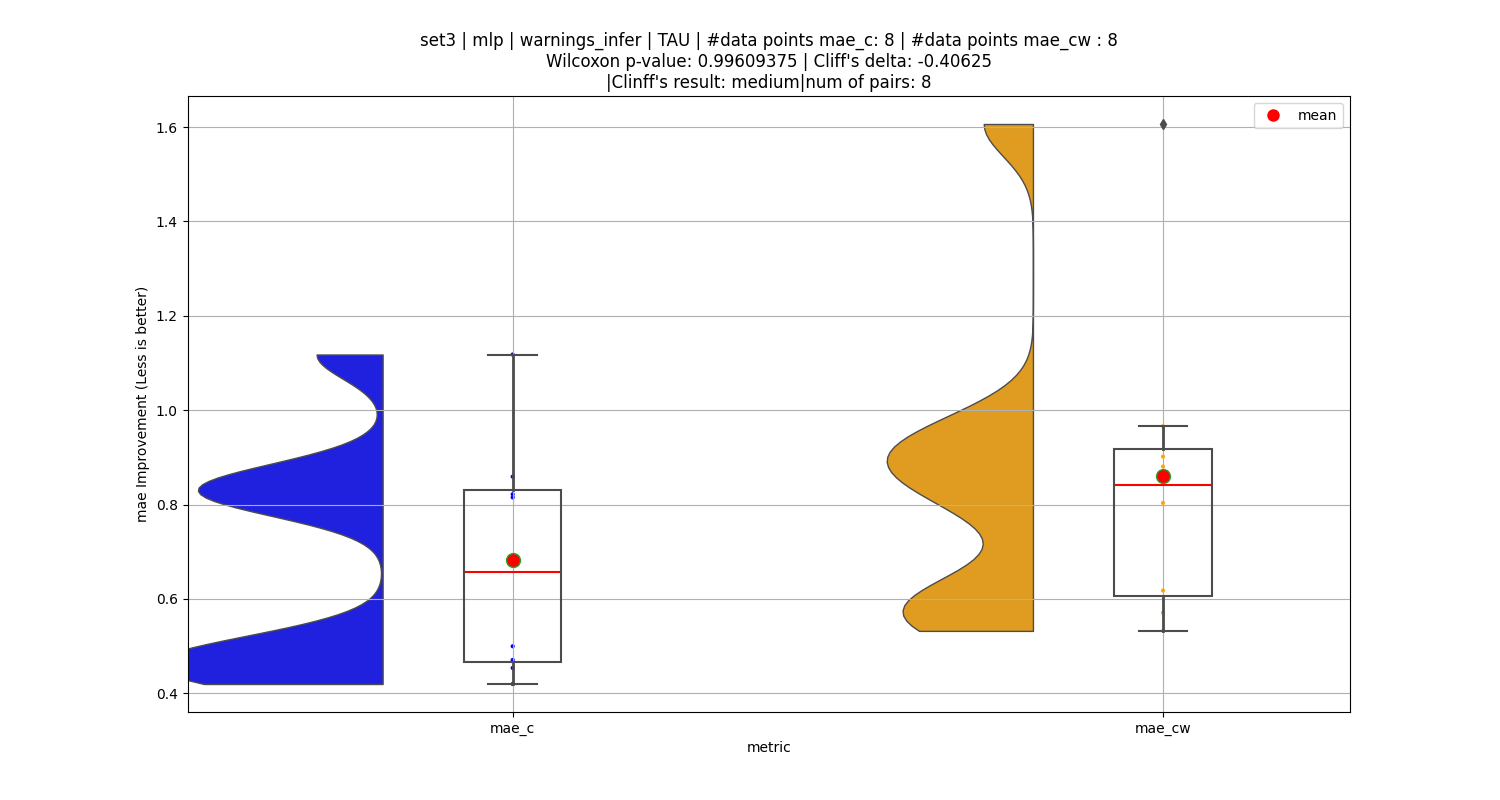 set3 | mlp | warnings_infer | TAU | #data points mae_c: 8 | #data points mae_cw : 8
Wilcoxon p-value: 0.99609375 | Cliff's delta: -0.40625
|Clinff's result: medium|num of pairs: 8
mean
1.6
1.4
1.2
1.0
0.8
0.6
0.4
mae Improvement (Less is better)
mae_c
mae_cw
metric